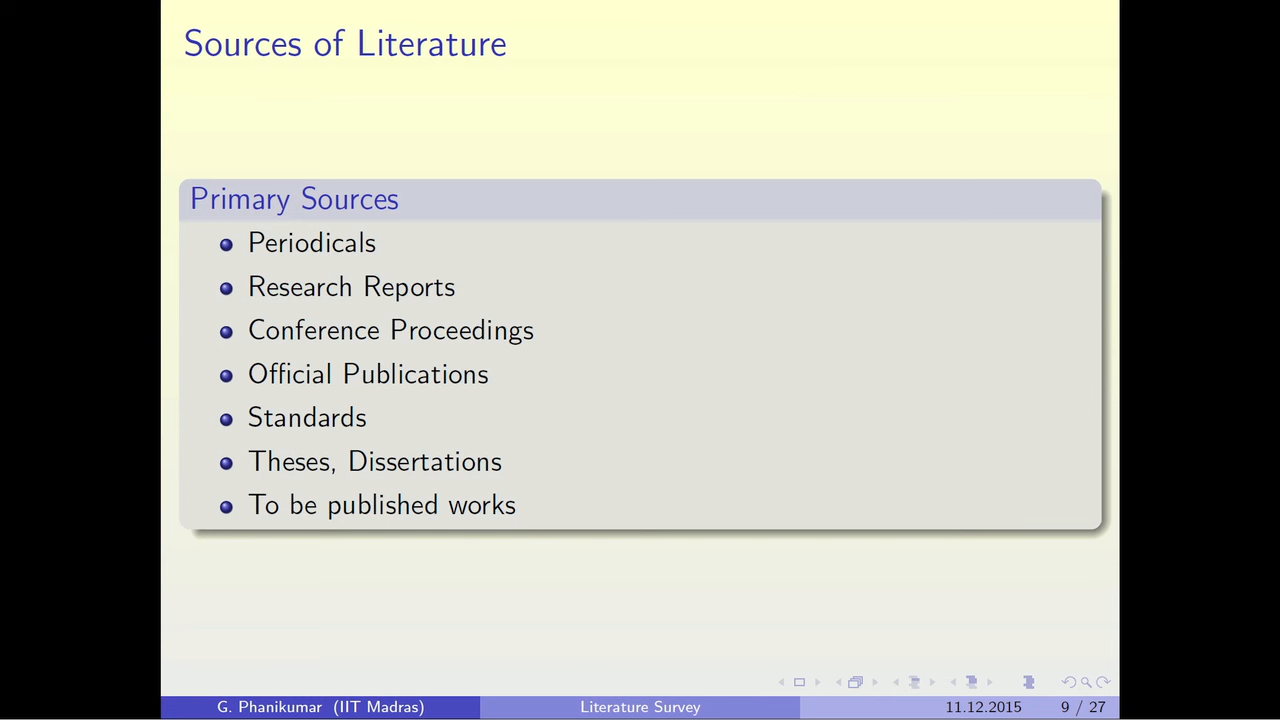 Sources of Literature
Primary Sources
Periodicals
Research Reports
Conference Proceedings
Official Publications
Standards
Theses, Dissertations
To be published works
G. Phanikumar (IIT Madras) Literature Survey 11.12.2015 9 / 27